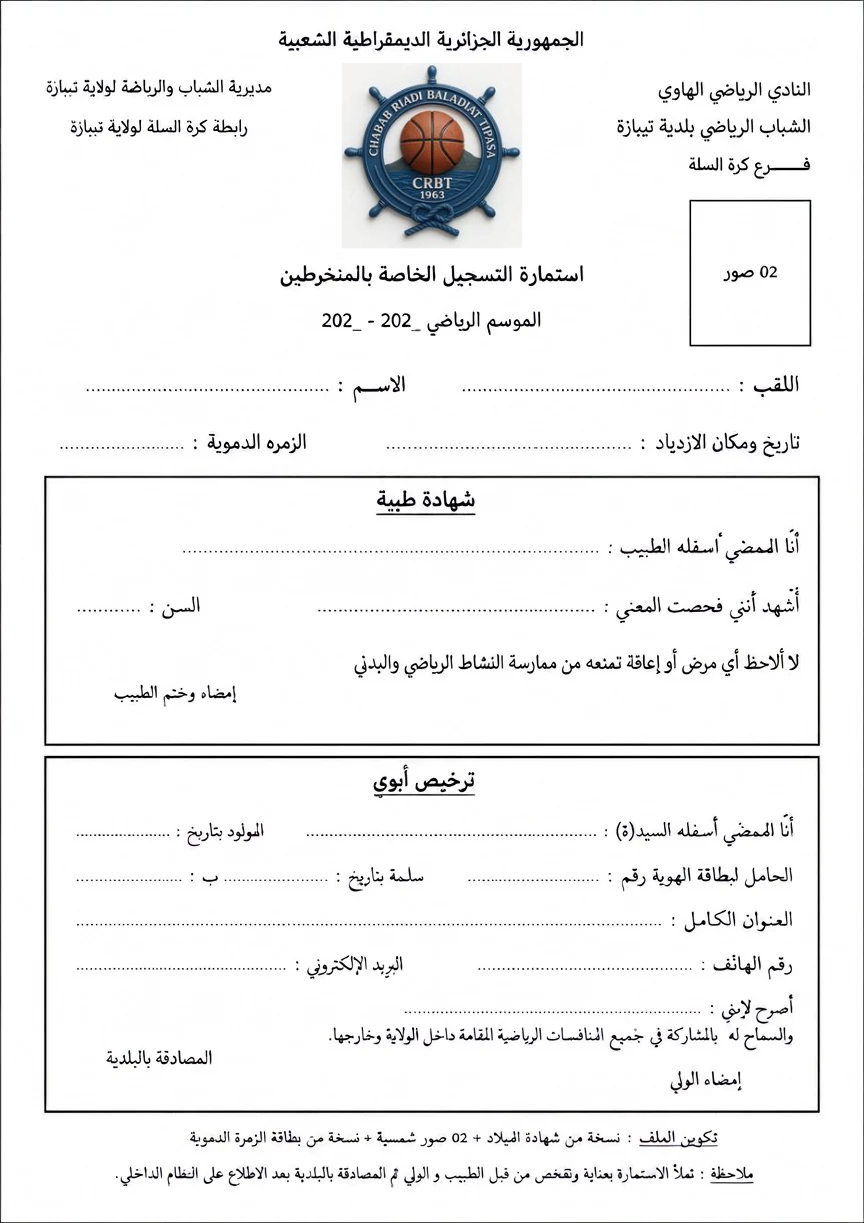 الجمهورية الجزائرية الديمقراطية الشعبية
النادي الرياضي الهاوي
الشباب الرياضي بلدية تيبازة
فـــــرع كرة السلة
مديرية الشباب والرياضة لولاية تيبازة
رابطة كرة السلة لولاية تيبازة
CHABAB RIADI BALADIAT TIPASA
CRBT
1963
02 صور
استمارة التسجيل الخاصة بالمنخرطين
الموسم الرياضي _202 - _202
اللقب : ........................ الاســـم : ........................
تاريخ ومكان الازدياد : ........................ الزمره الدموية : ........................
شهادة طبية
أنّا الممضي أسفله الطبيب : ........................
أشهد أنني فحصت المعني : ........................ السن : ............
لا ألاحظ أي مرض أو إعاقة تمنعه من ممارسة النشاط الرياضي والبدني
إمضاء وختم الطبيب
ترخيص أبوي
أنّا الممضي أسفله السيد(ة) : ........................ المولود بتاريخ : ........................
الحامل لبطاقة الهوية رقم : ........................ سلمة بتاريخ : ........................ ب : ........................
العنوان الكامل : ........................
رقم الهاتف : ........................ البريد الإلكتروني : ........................
أصرح لإبني : ........................
والسماح له بالمشاركة في جميع المنافسات الرياضية المقامة داخل الولاية وخارجها.
المصادقة بالبلدية
إمضاء الولي
تكوين الملف : نسخة من شهادة الميلاد + 02 صور شمسية + نسخة من بطاقة الزمرة الدموية
ملاحظة : تملأ الاستمارة بعناية وتفحص من قبل الطبيب و الولي ثم المصادقة بالبلدية بعد الاطلاع على النظام الداخلي.